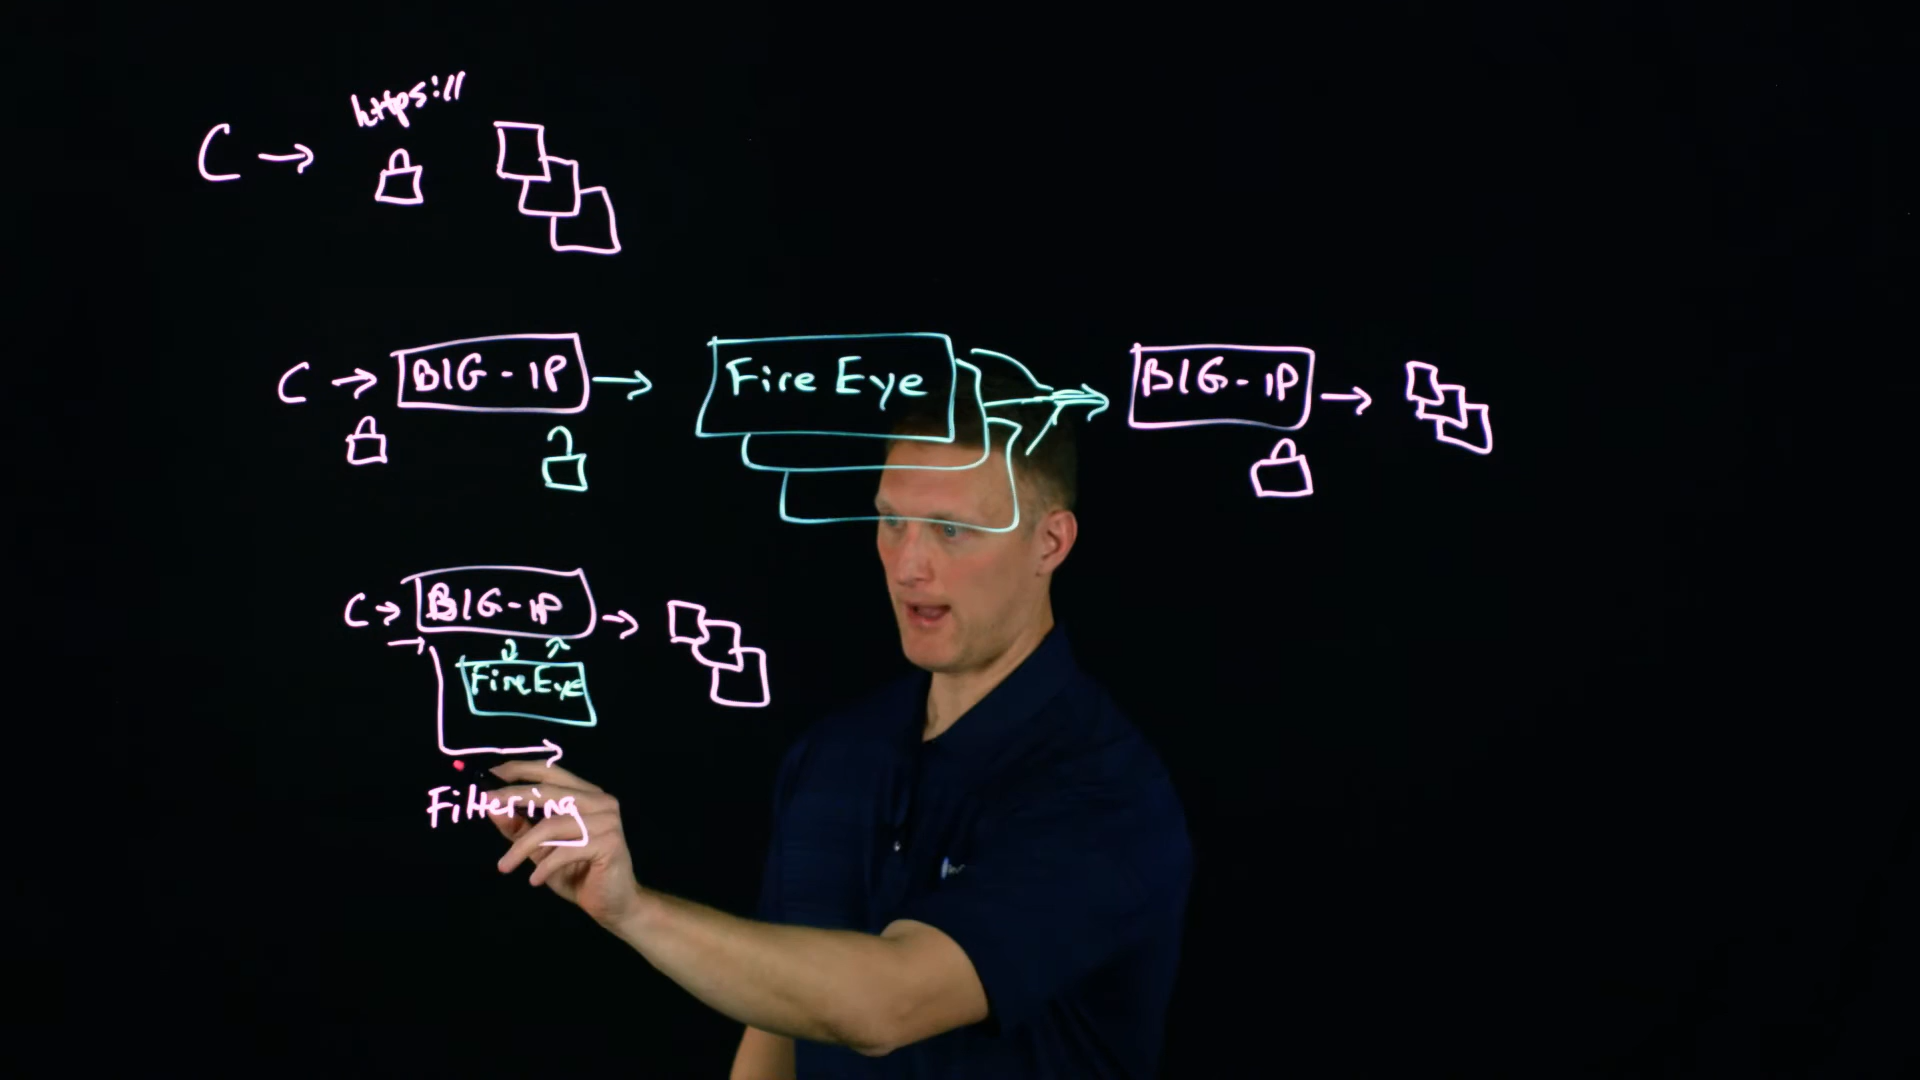 https://
C
C
BIG-IP
Fire Eye
BIG-IP
C
BIG-IP
FireEye
Filtering